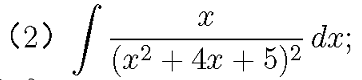 (2) ∫ x/(x² + 4x + 5)² dx;